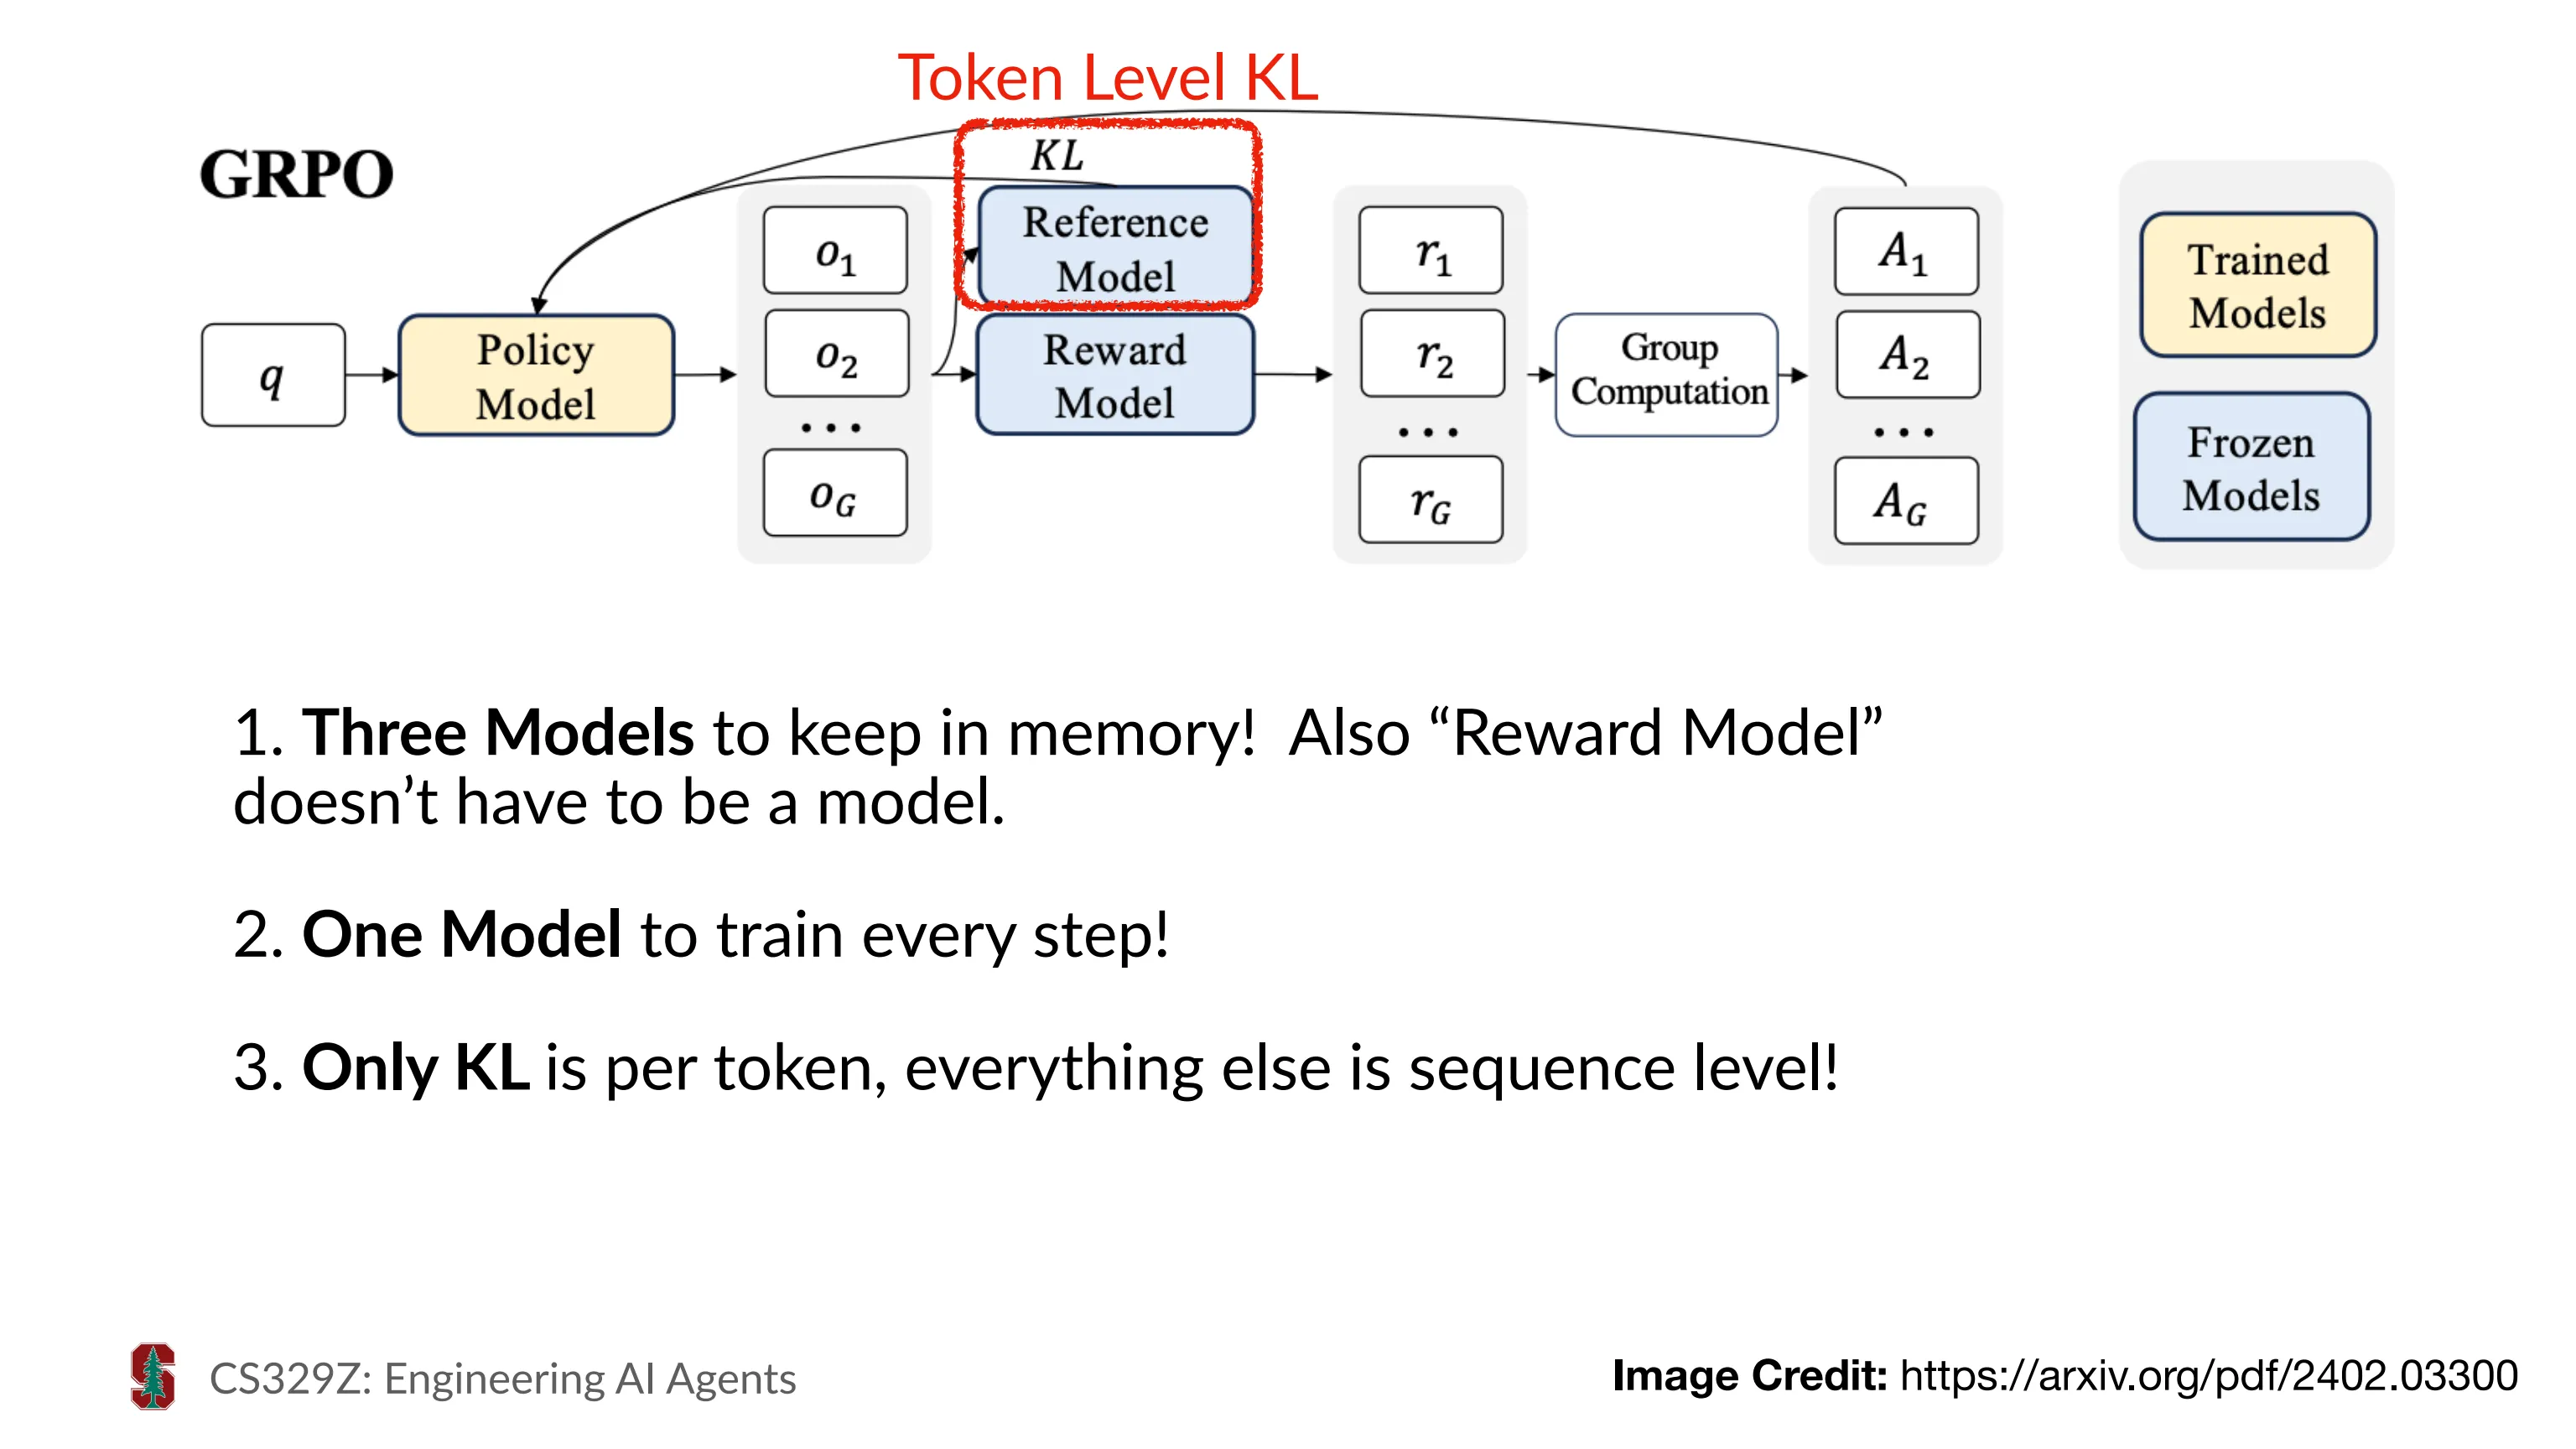 Token Level KL
GRPO
KL
q
Policy
Model
o₁
o₂
...
o_G
Reference
Model
Reward
Model
r₁
r₂
...
r_G
Group
Computation
A₁
A₂
...
A_G
Trained
Models
Frozen
Models
1. Three Models to keep in memory!  Also “Reward Model”
doesn’t have to be a model.
2. One Model to train every step!
3. Only KL is per token, everything else is sequence level!
CS329Z: Engineering AI Agents
Image Credit: https://arxiv.org/pdf/2402.03300